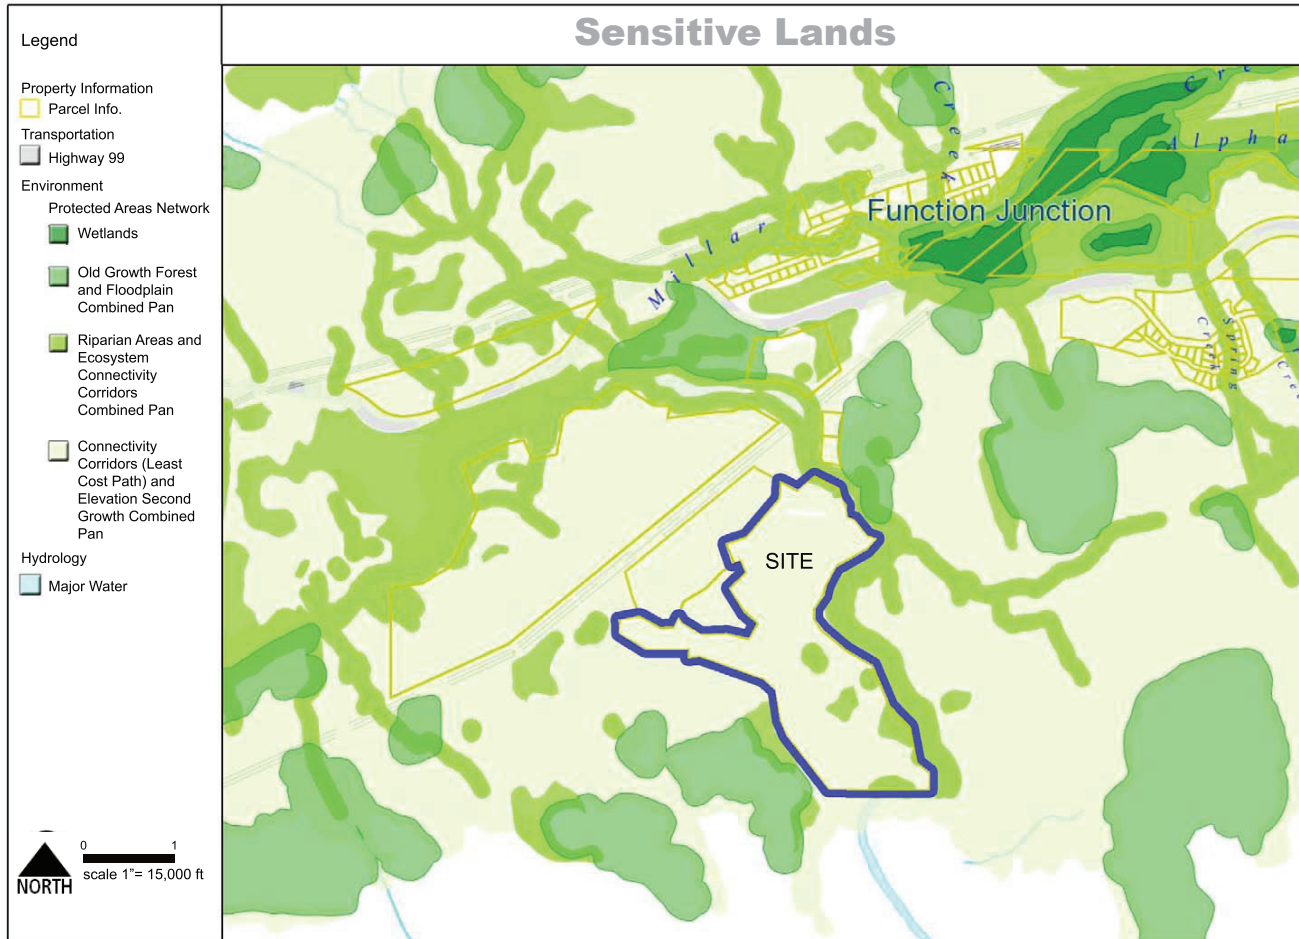 Sensitive Lands
Legend
Property Information
Parcel Info.
Transportation
Highway 99
Environment
Protected Areas Network
Wetlands
Old Growth Forest
and Floodplain
Combined Pan
Riparian Areas and
Ecosystem
Connectivity
Corridors
Combined Pan
Connectivity
Corridors (Least
Cost Path) and
Elevation Second
Growth Combined
Pan
Hydrology
Major Water
0 1
scale 1"= 15,000 ft
NORTH
Creek
Cre
Alpha
Function Junction
Millar
Spring
Creek
Cree
SITE